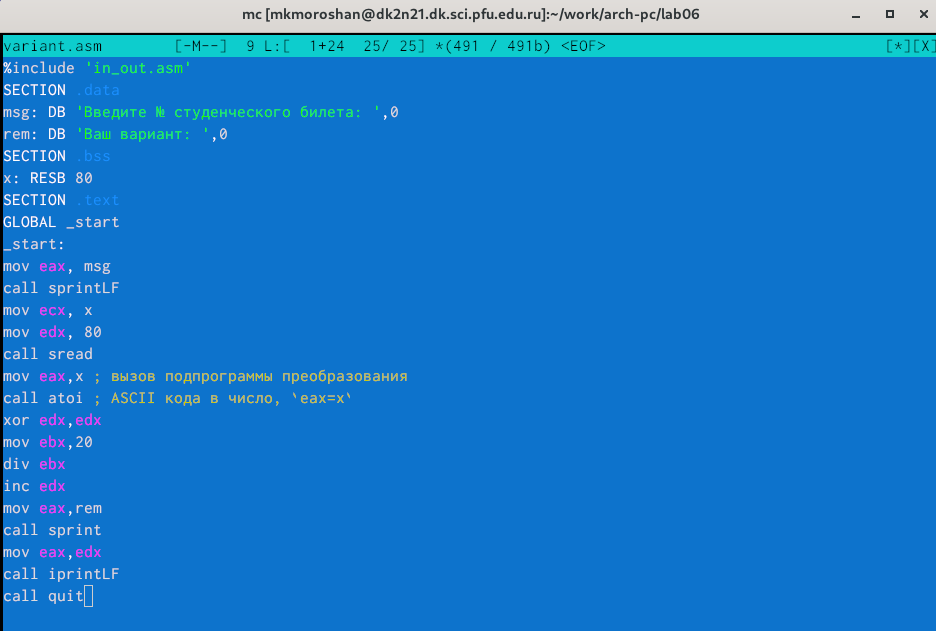 mc [mkmoroshan@dk2n21.dk.sci.pfu.edu.ru]:~/work/arch-pc/lab06
variant.asm [-M--] 9 L:[ 1+24 25/ 25] *(491 / 491b) <EOF> [*][X]
%include 'in_out.asm'
SECTION .data
msg: DB 'Введите № студенческого билета: ',0
rem: DB 'Ваш вариант: ',0
SECTION .bss
x: RESB 80
SECTION .text
GLOBAL _start
_start:
mov eax, msg
call sprintLF
mov ecx, x
mov edx, 80
call sread
mov eax,x ; вызов подпрограммы преобразования
call atoi ; ASCII кода в число, `eax=x`
xor edx,edx
mov ebx,20
div ebx
inc edx
mov eax,rem
call sprint
mov eax,edx
call iprintLF
call quit